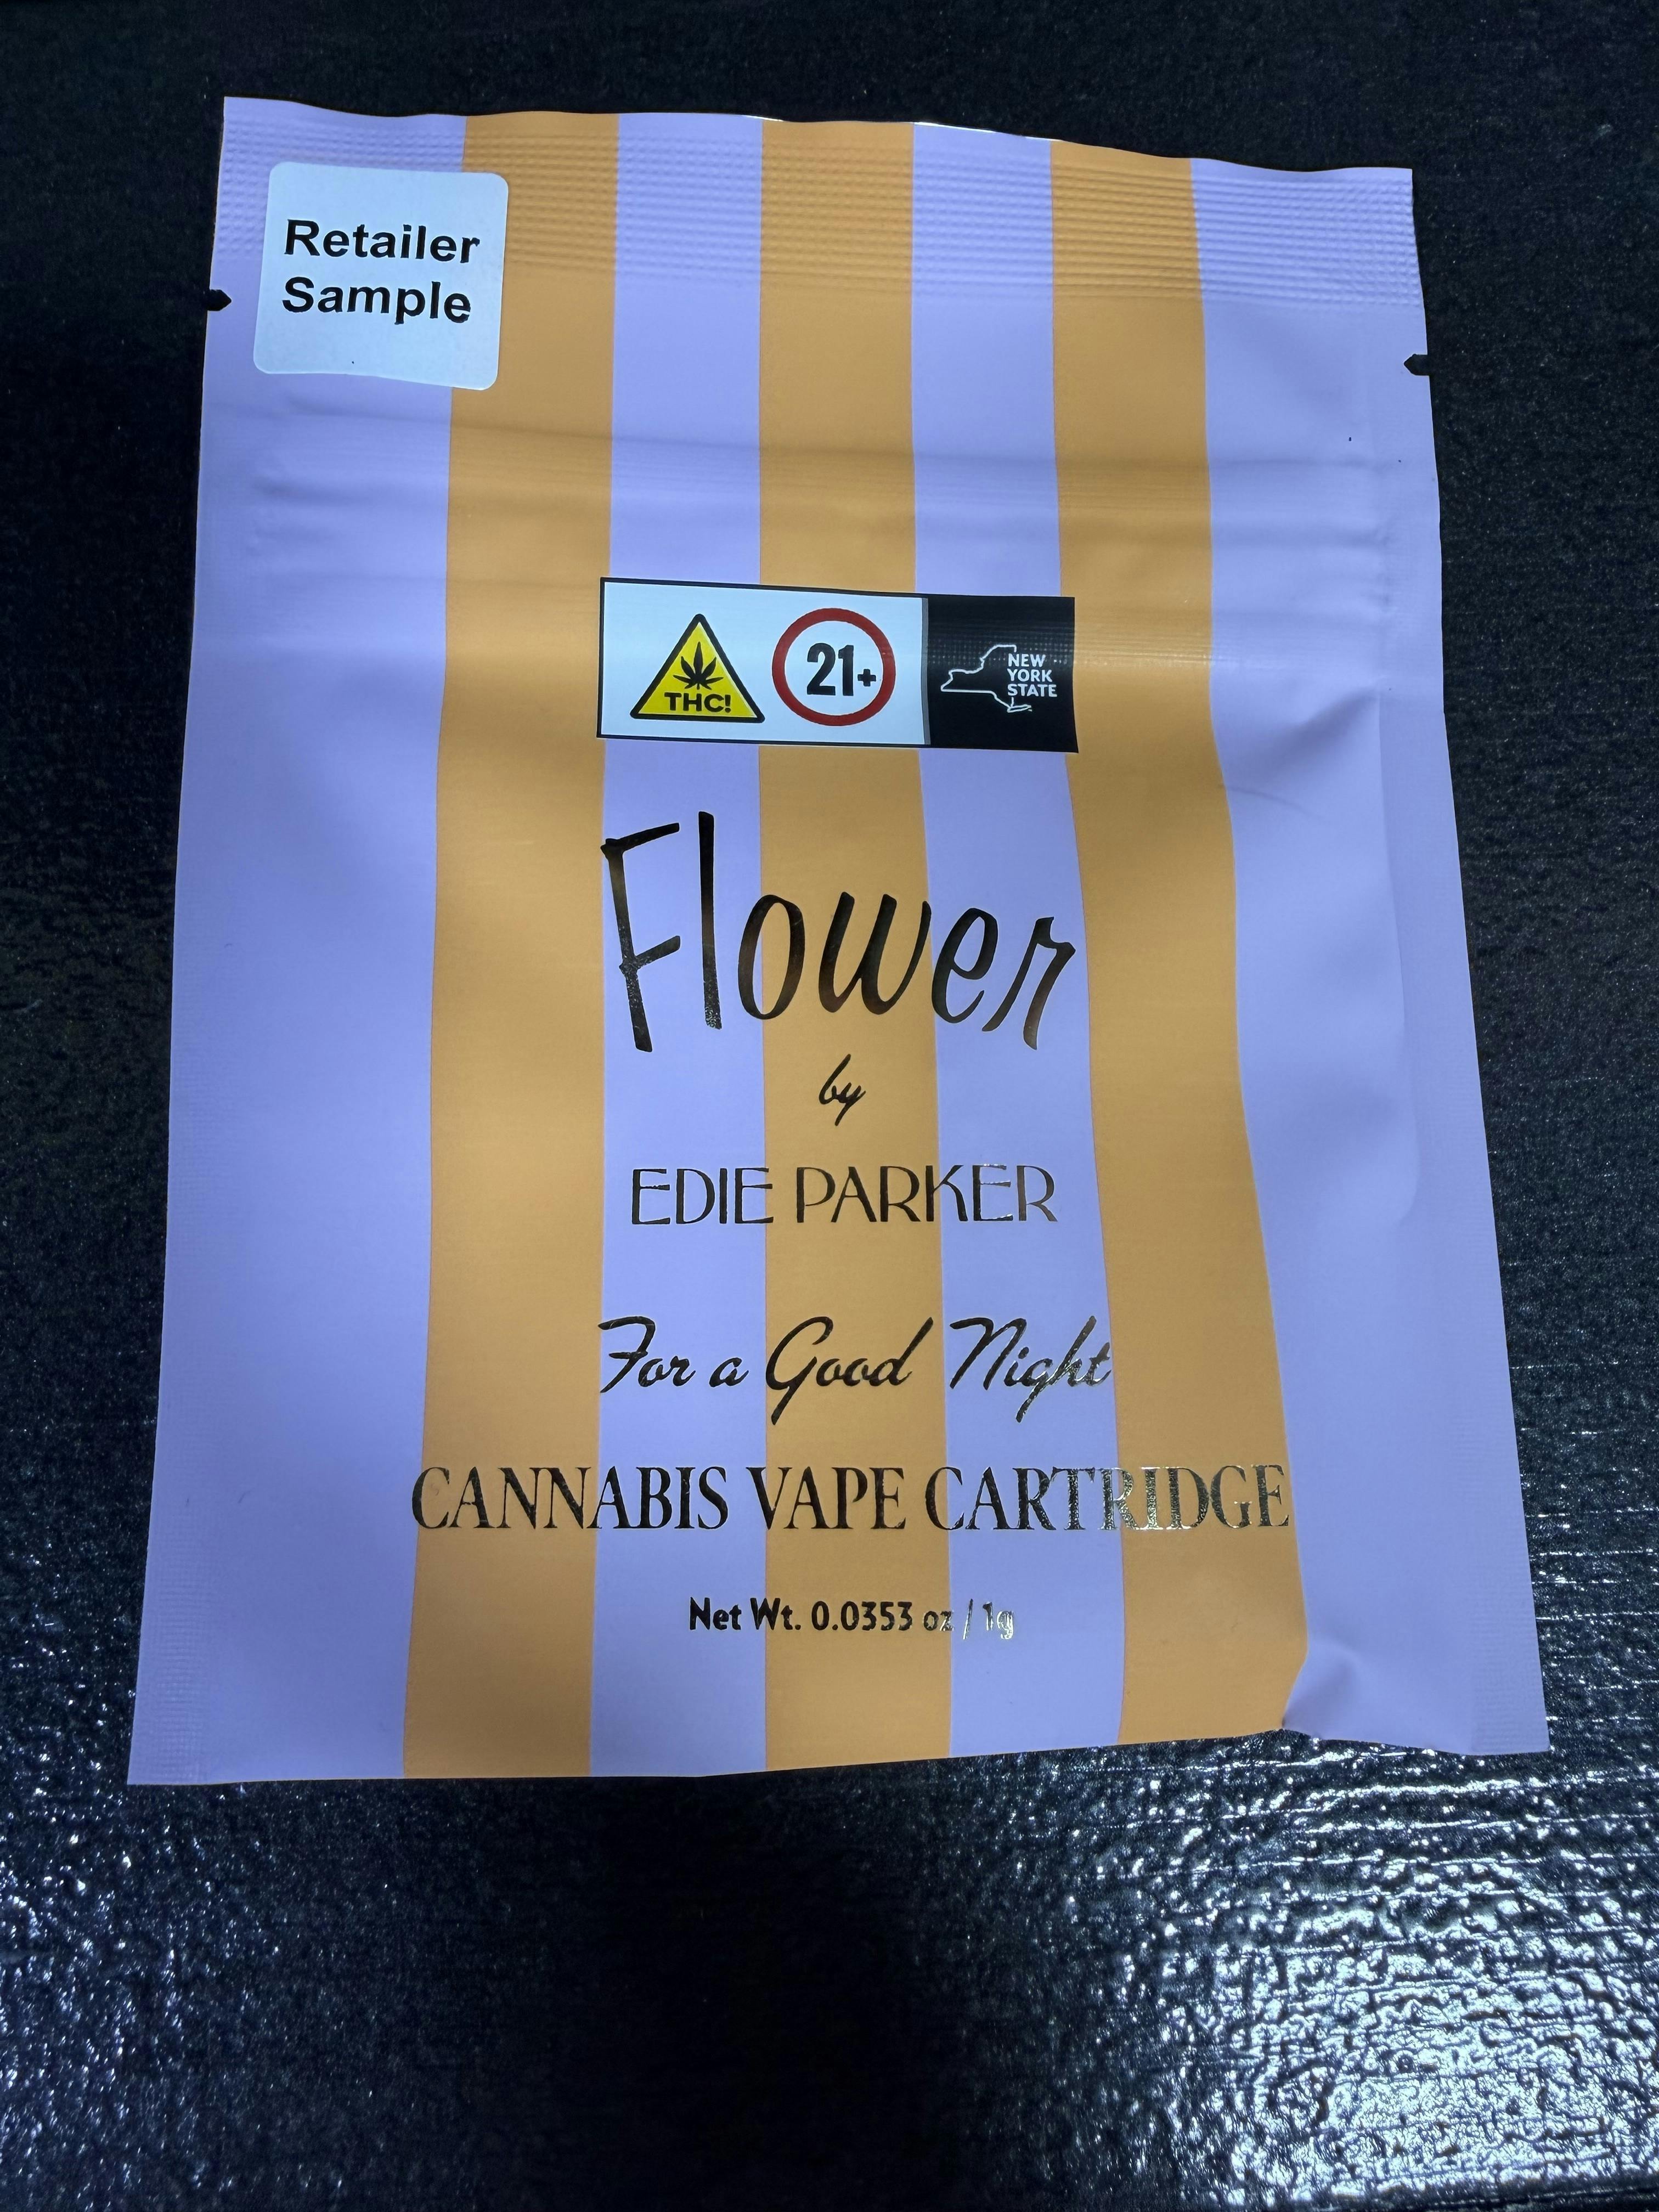 Retailer
Sample
THC!
21+
NEW
YORK
STATE
Flower
by
EDIE PARKER
For a Good Night
CANNABIS VAPE CARTRIDGE
Net Wt. 0.0353 oz / 1g